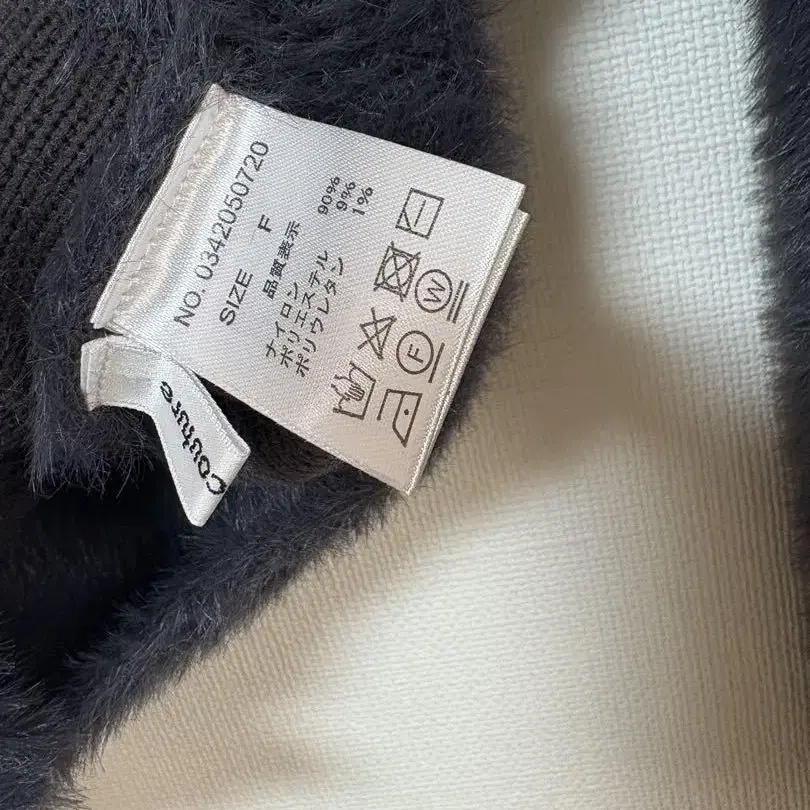 NO. 0342050720
SIZE F
品質表示
ナイロン 90%
ポリエステル 9%
ポリウレタン 1%
W
F
Couture